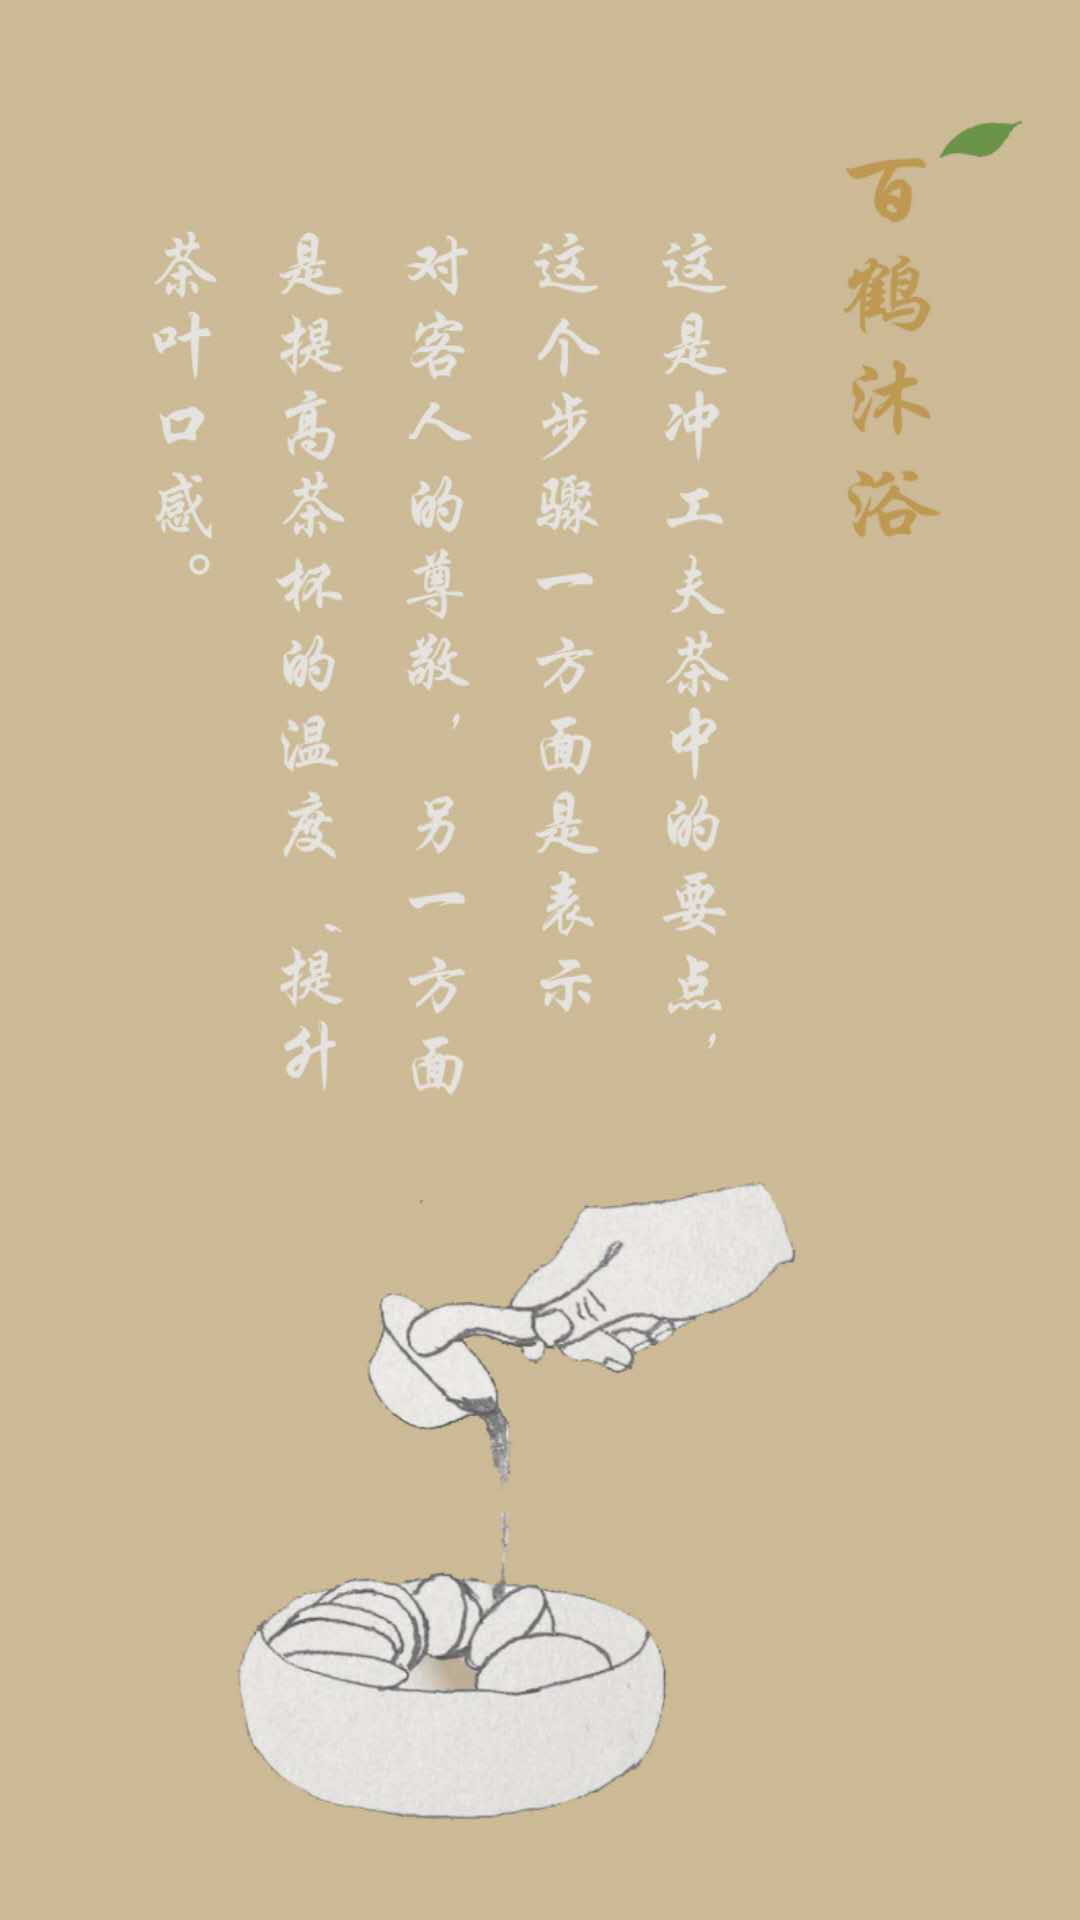 百鹤沐浴
这是冲工夫茶中的要点，
这个步骤一方面是表示
对客人的尊敬，另一方面
是提高茶杯的温度、提升
茶叶口感。